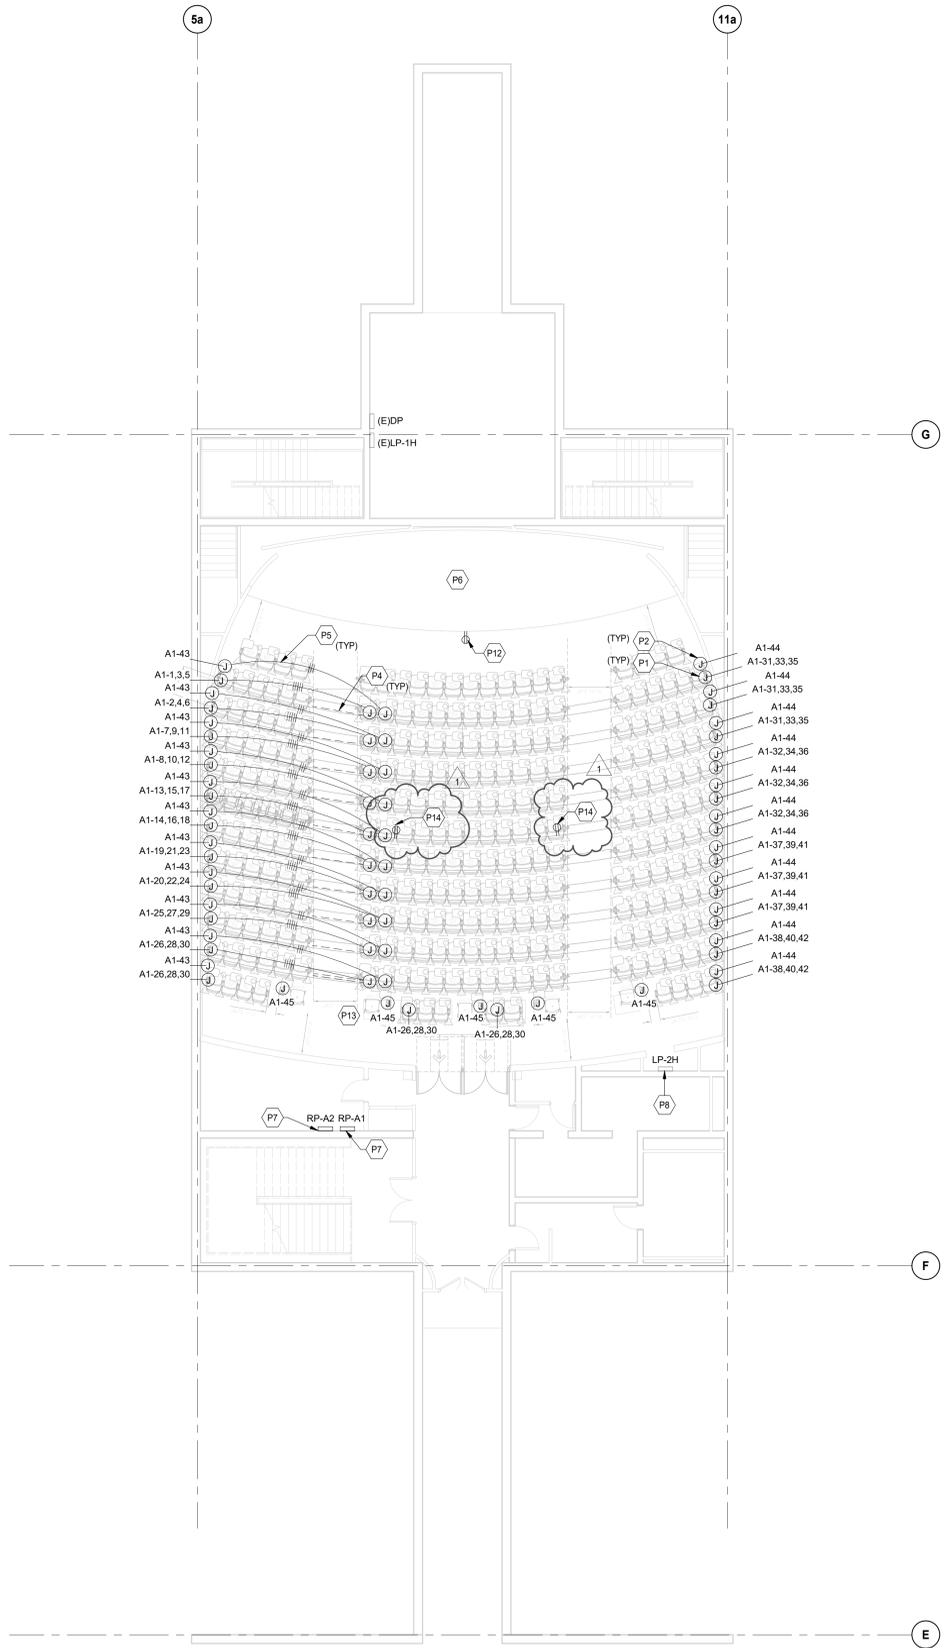 5a
11a
(E)DP
G
(E)LP-1H
P6
P5
(TYP)
(TYP)
P2
P12
A1-43
J
P4
(TYP)
(TYP)
P1
J
A1-44
A1-1,3,5
J
J
A1-31,33,35
A1-43
J
J
A1-44
A1-2,4,6
J
J
J
J
A1-31,33,35
A1-43
J
J
A1-44
A1-7,9,11
J
J
J
J
A1-31,33,35
A1-43
J
J
A1-44
A1-8,10,12
J
J
J
J
A1-32,34,36
A1-43
J
1
1
J
A1-44
A1-13,15,17
J
J
J
J
A1-32,34,36
A1-43
J
P14
P14
J
A1-44
A1-14,16,18
J
J
J
J
A1-32,34,36
A1-43
J
J
A1-44
A1-19,21,23
J
J
J
J
A1-37,39,41
A1-43
J
J
A1-44
A1-20,22,24
J
J
J
J
A1-37,39,41
A1-43
J
J
A1-44
A1-25,27,29
J
J
J
J
A1-37,39,41
A1-43
J
J
A1-44
A1-26,28,30
J
J
J
J
A1-38,40,42
A1-43
J
J
A1-44
A1-26,28,30
J
J
J
J
A1-38,40,42
J
A1-45
P13
J
A1-45
J
A1-26,28,30
J
A1-45
J
A1-26,28,30
J
A1-45
J
A1-45
LP-2H
P8
P7
RP-A2
RP-A1
P7
F
E